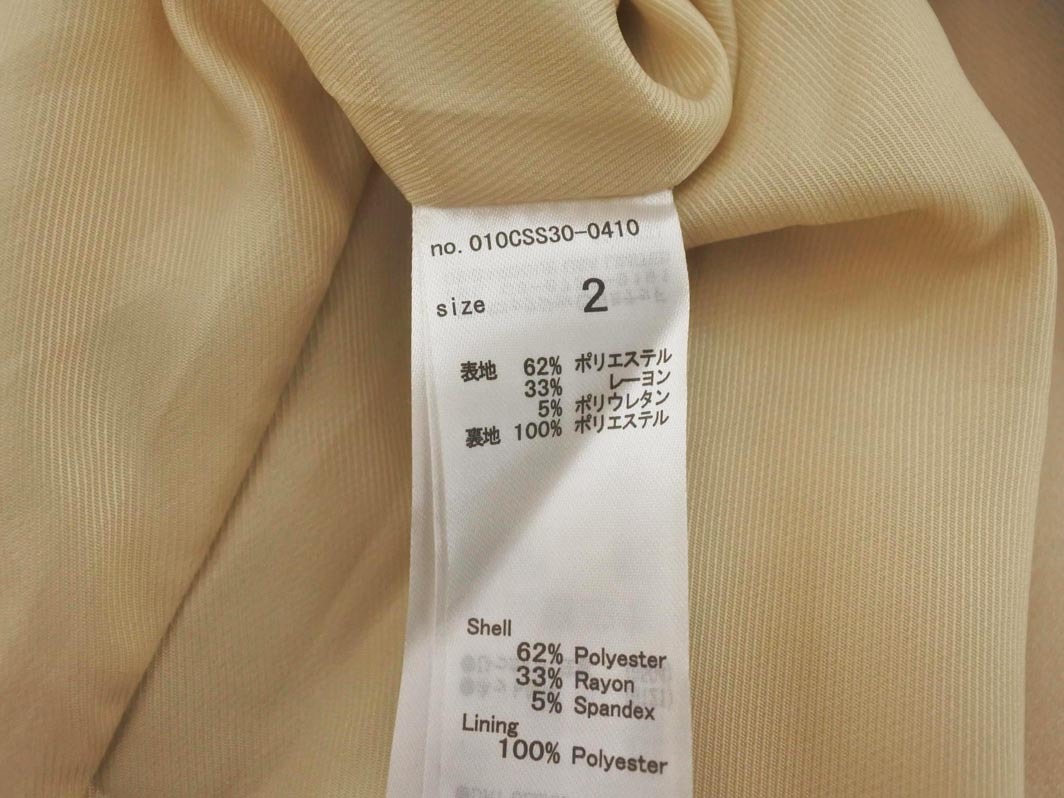 no. 010CSS30-0410
size 2
表地 62% ポリエステル
33% レーヨン
5% ポリウレタン
裏地 100% ポリエステル
Shell
62% Polyester
33% Rayon
5% Spandex
Lining
100% Polyester